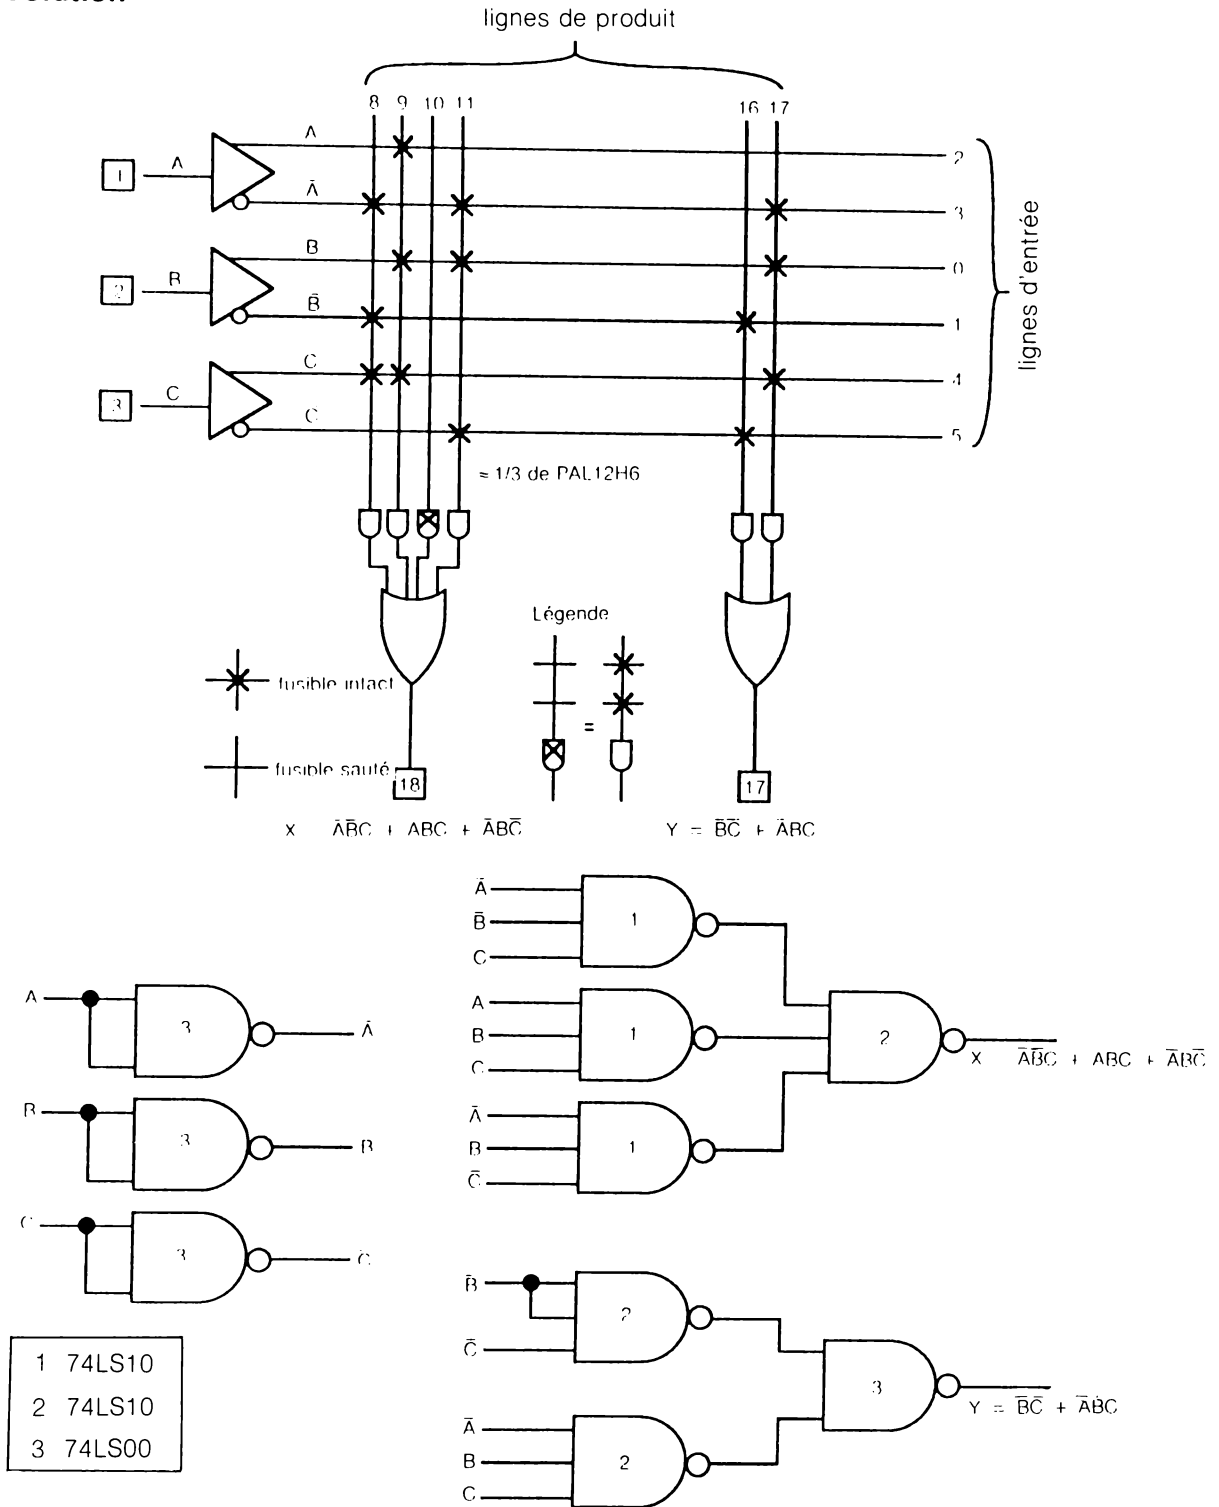 lignes de produit
8 9 10 11 16 17
1 A A 2
Ā 3
2 B B 0
B̄ 1
3 C C 4
C 5
lignes d'entrée
= 1/3 de PAL12H6
Légende
fusible intact
=
fusible sauté
18
17
X ĀB̄C + ABC + ĀBC̄
Y = B̄C̄ + ĀBC
Ā
B̄
C
1
A
B
C
1
Ā
B
C̄
1
2
X ĀB̄C + ABC + ĀBC̄
A 3 Ā
B 3 B
C 3 C
B̄
C̄
2
Ā
B
C
2
3
Y = B̄C̄ + ĀBC
1 74LS10
2 74LS10
3 74LS00